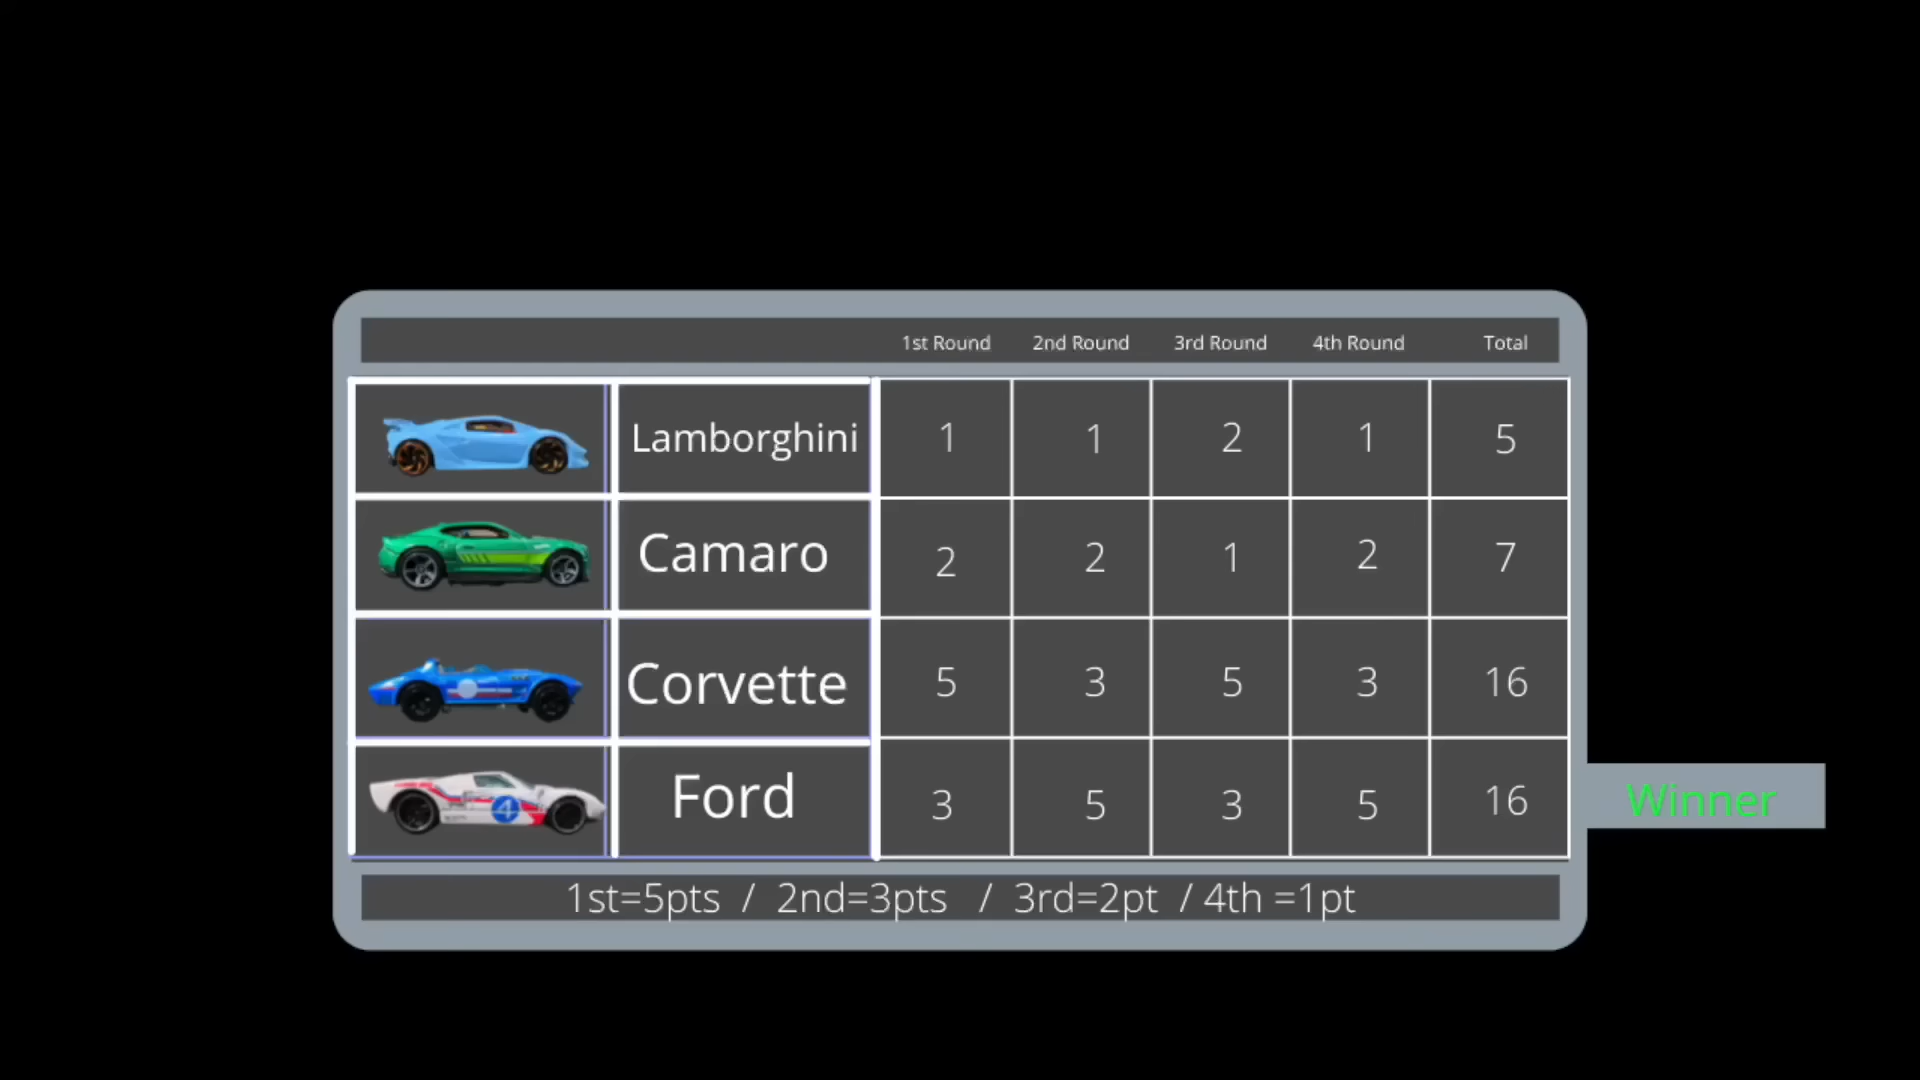 1st Round 2nd Round 3rd Round 4th Round Total
Lamborghini 1 1 2 1 5
Camaro 2 2 1 2 7
Corvette 5 3 5 3 16
4 Ford 3 5 3 5 16 Winner
1st=5pts / 2nd=3pts / 3rd=2pt / 4th =1pt